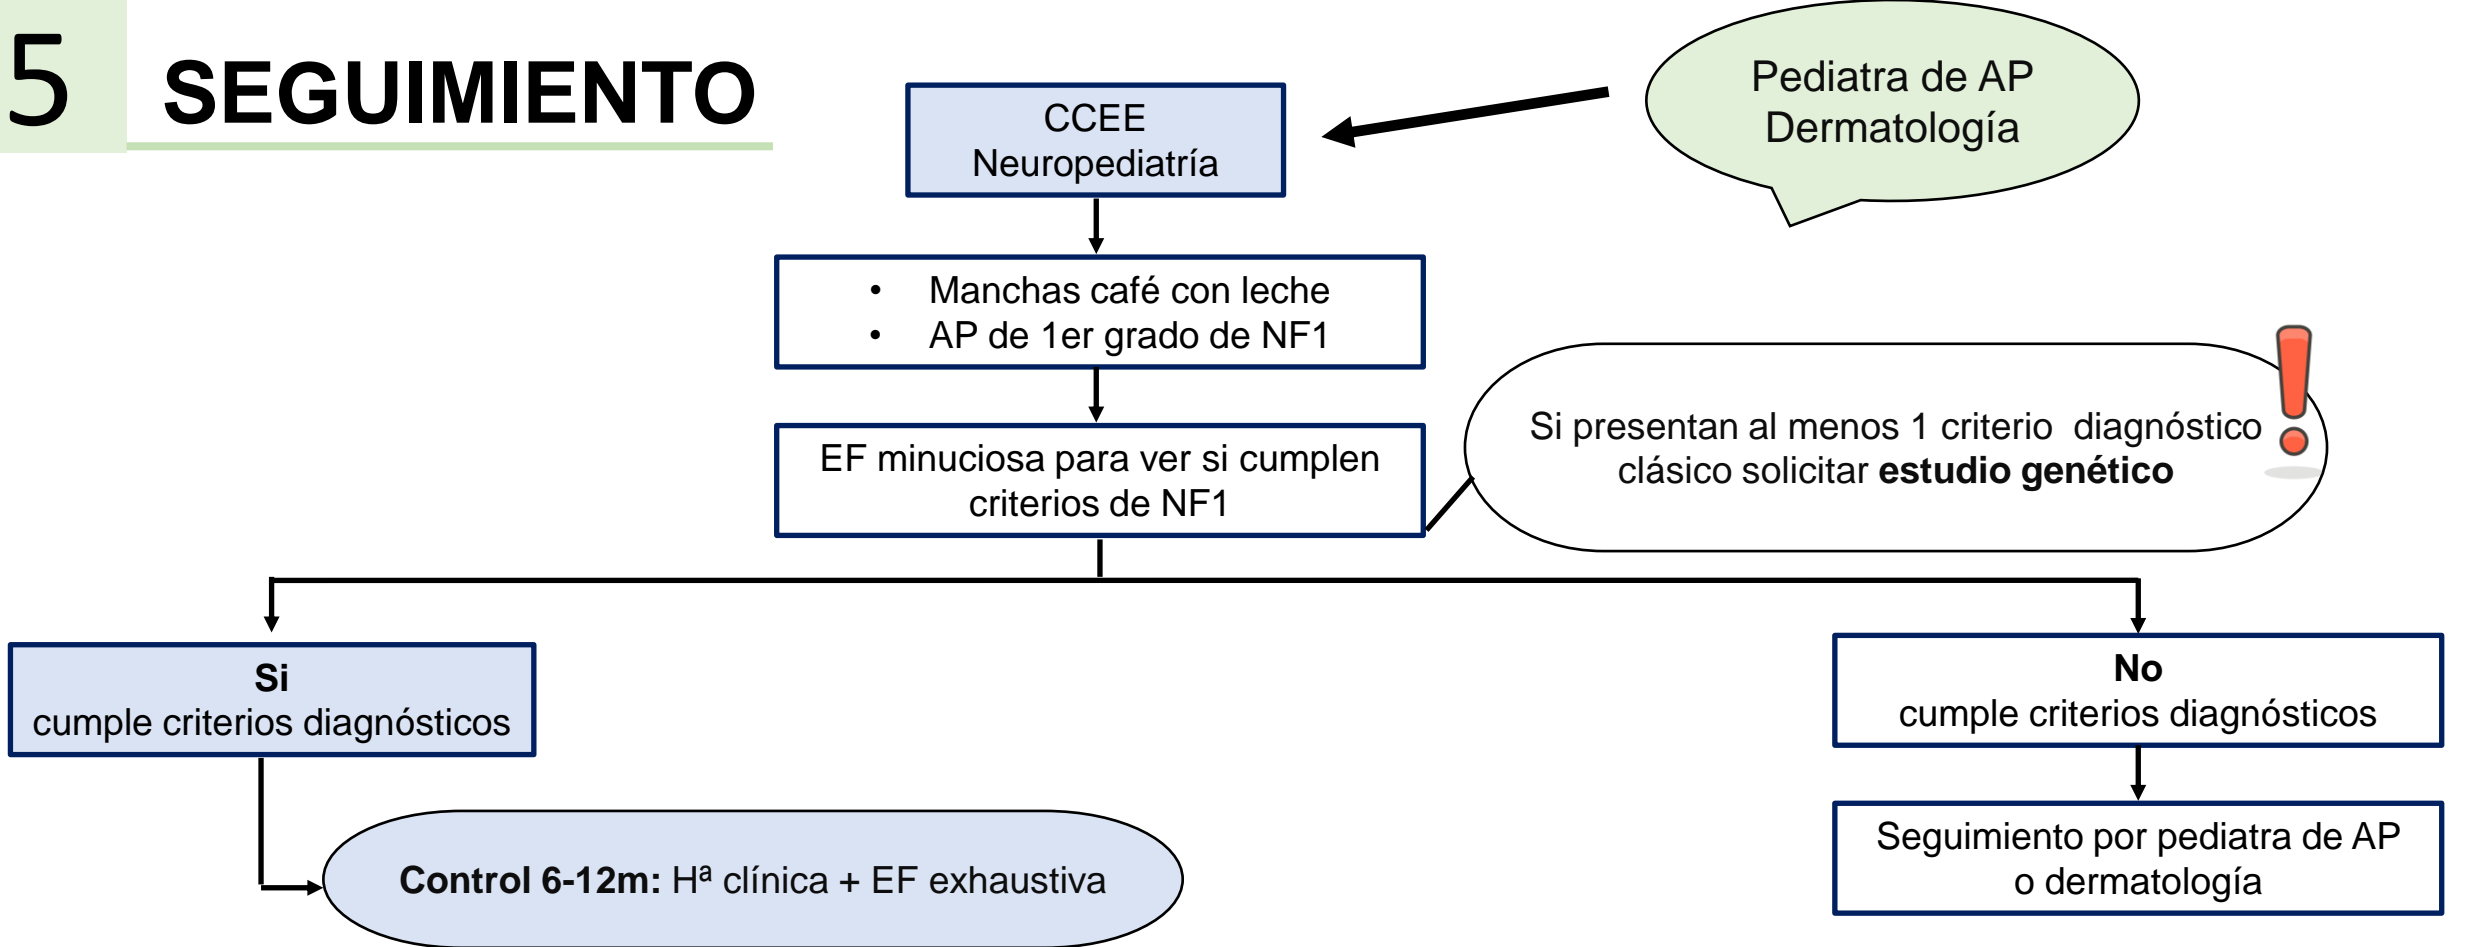 5
SEGUIMIENTO
CCEE
Neuropediatría
Pediatra de AP
Dermatología
• Manchas café con leche
• AP de 1er grado de NF1
EF minuciosa para ver si cumplen
criterios de NF1
Si presentan al menos 1 criterio diagnóstico
clásico solicitar estudio genético
Si
cumple criterios diagnósticos
No
cumple criterios diagnósticos
Control 6-12m: Hª clínica + EF exhaustiva
Seguimiento por pediatra de AP
o dermatología